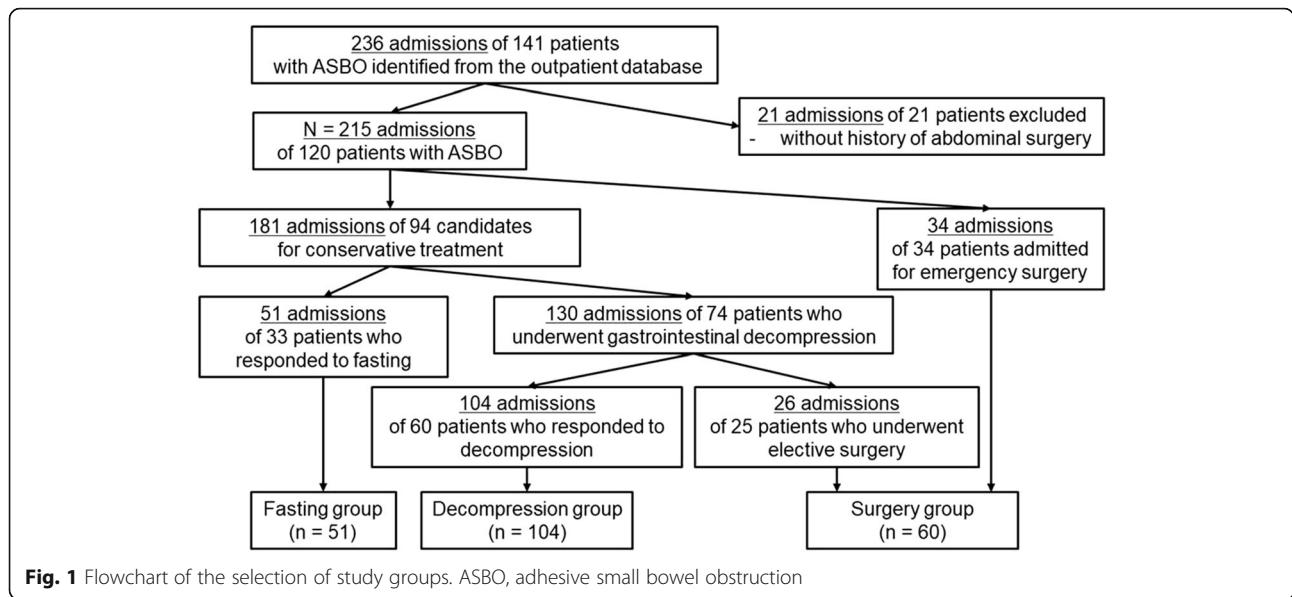 236 admissions of 141 patients
with ASBO identified from the outpatient database
21 admissions of 21 patients excluded
- without history of abdominal surgery
N = 215 admissions
of 120 patients with ASBO
181 admissions of 94 candidates
for conservative treatment
34 admissions
of 34 patients admitted
for emergency surgery
51 admissions
of 33 patients who
responded to fasting
130 admissions of 74 patients who
underwent gastrointestinal decompression
104 admissions
of 60 patients who responded to
decompression
26 admissions
of 25 patients who underwent
elective surgery
Fasting group
(n = 51)
Decompression group
(n = 104)
Surgery group
(n = 60)
Fig. 1 Flowchart of the selection of study groups. ASBO, adhesive small bowel obstruction